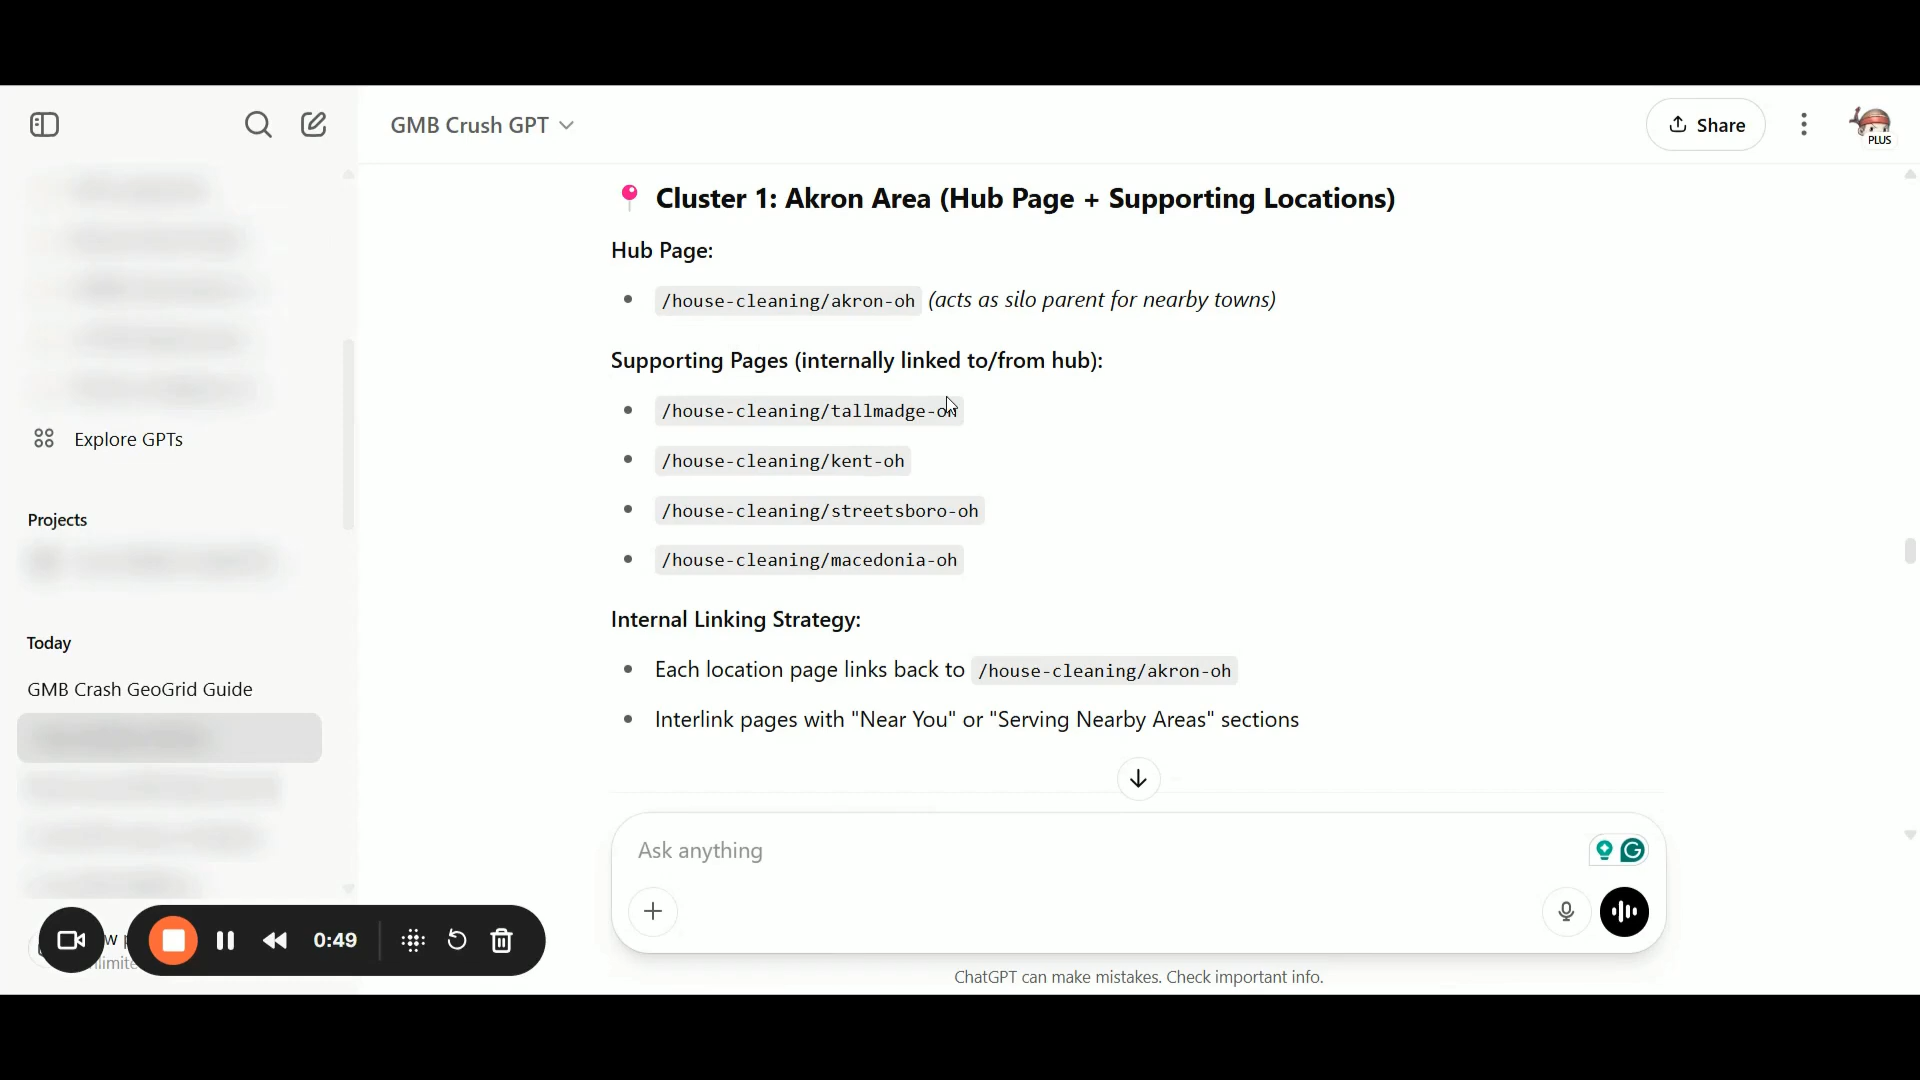 GMB Crush GPT
Share
PLUS
Explore GPTs
Projects
Today
GMB Crash GeoGrid Guide
Cluster 1: Akron Area (Hub Page + Supporting Locations)
Hub Page:
/house-cleaning/akron-oh (acts as silo parent for nearby towns)
Supporting Pages (internally linked to/from hub):
/house-cleaning/tallmadge-oh
/house-cleaning/kent-oh
/house-cleaning/streetsboro-oh
/house-cleaning/macedonia-oh
Internal Linking Strategy:
Each location page links back to /house-cleaning/akron-oh
Interlink pages with "Near You" or "Serving Nearby Areas" sections
Ask anything
0:49
ChatGPT can make mistakes. Check important info.